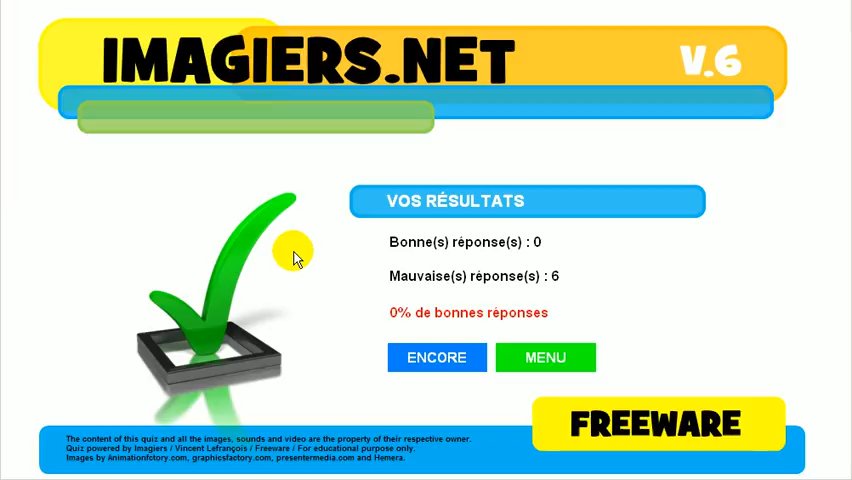 IMAGIERS.NET
V.6
VOS RÉSULTATS
Bonne(s) réponse(s) : 0
Mauvaise(s) réponse(s) : 6
0% de bonnes réponses
ENCORE
MENU
FREEWARE
The content of this quiz and all the images, sounds and video are the property of their respective owner.
Quiz powered by Imagiers / Vincent Lefrançois / Freeware / For educational purpose only.
Images by Animationfctory.com, graphicsfactory.com, presentermedia.com and Hemera.